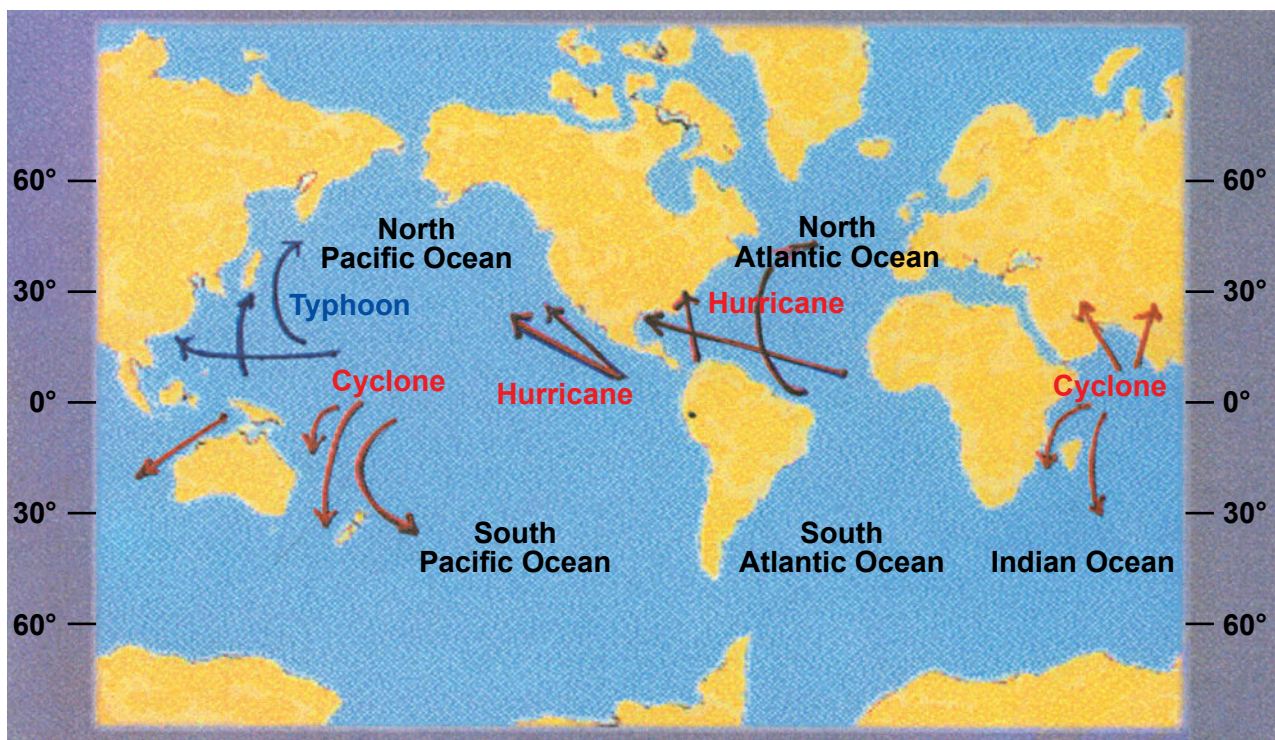 60°
60°
North
Pacific Ocean
North
Atlantic Ocean
30°
Typhoon
Hurricane
30°
Cyclone
Hurricane
Cyclone
0°
0°
30°
30°
South
Pacific Ocean
South
Atlantic Ocean
Indian Ocean
60°
60°